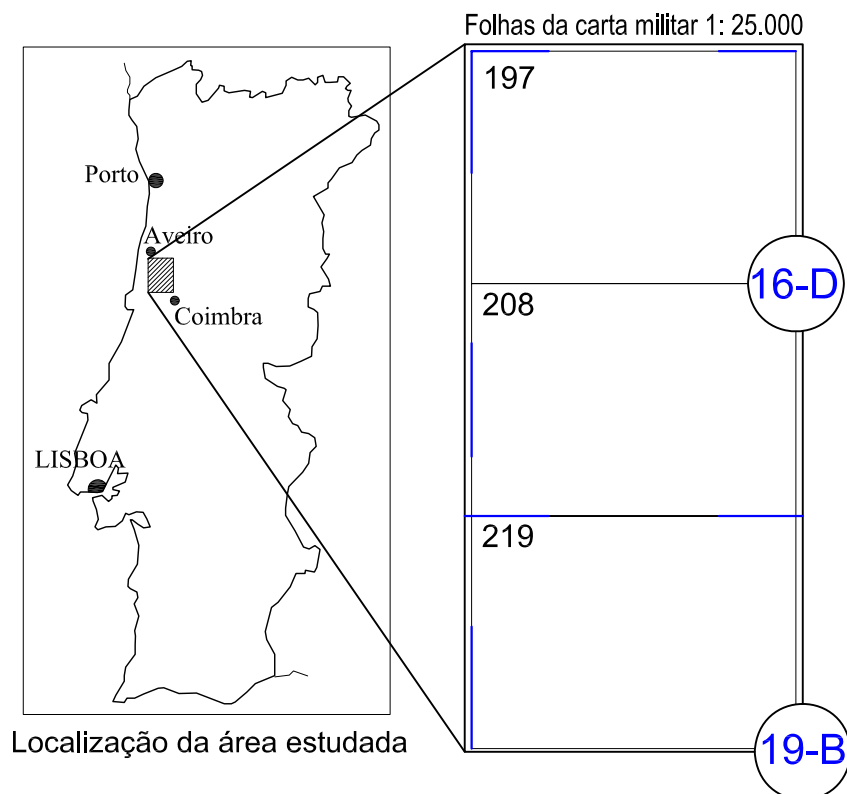 Folhas da carta militar 1: 25.000
197
Porto
Aveiro
16-D
208
Coimbra
LISBOA
219
Localização da área estudada
19-B